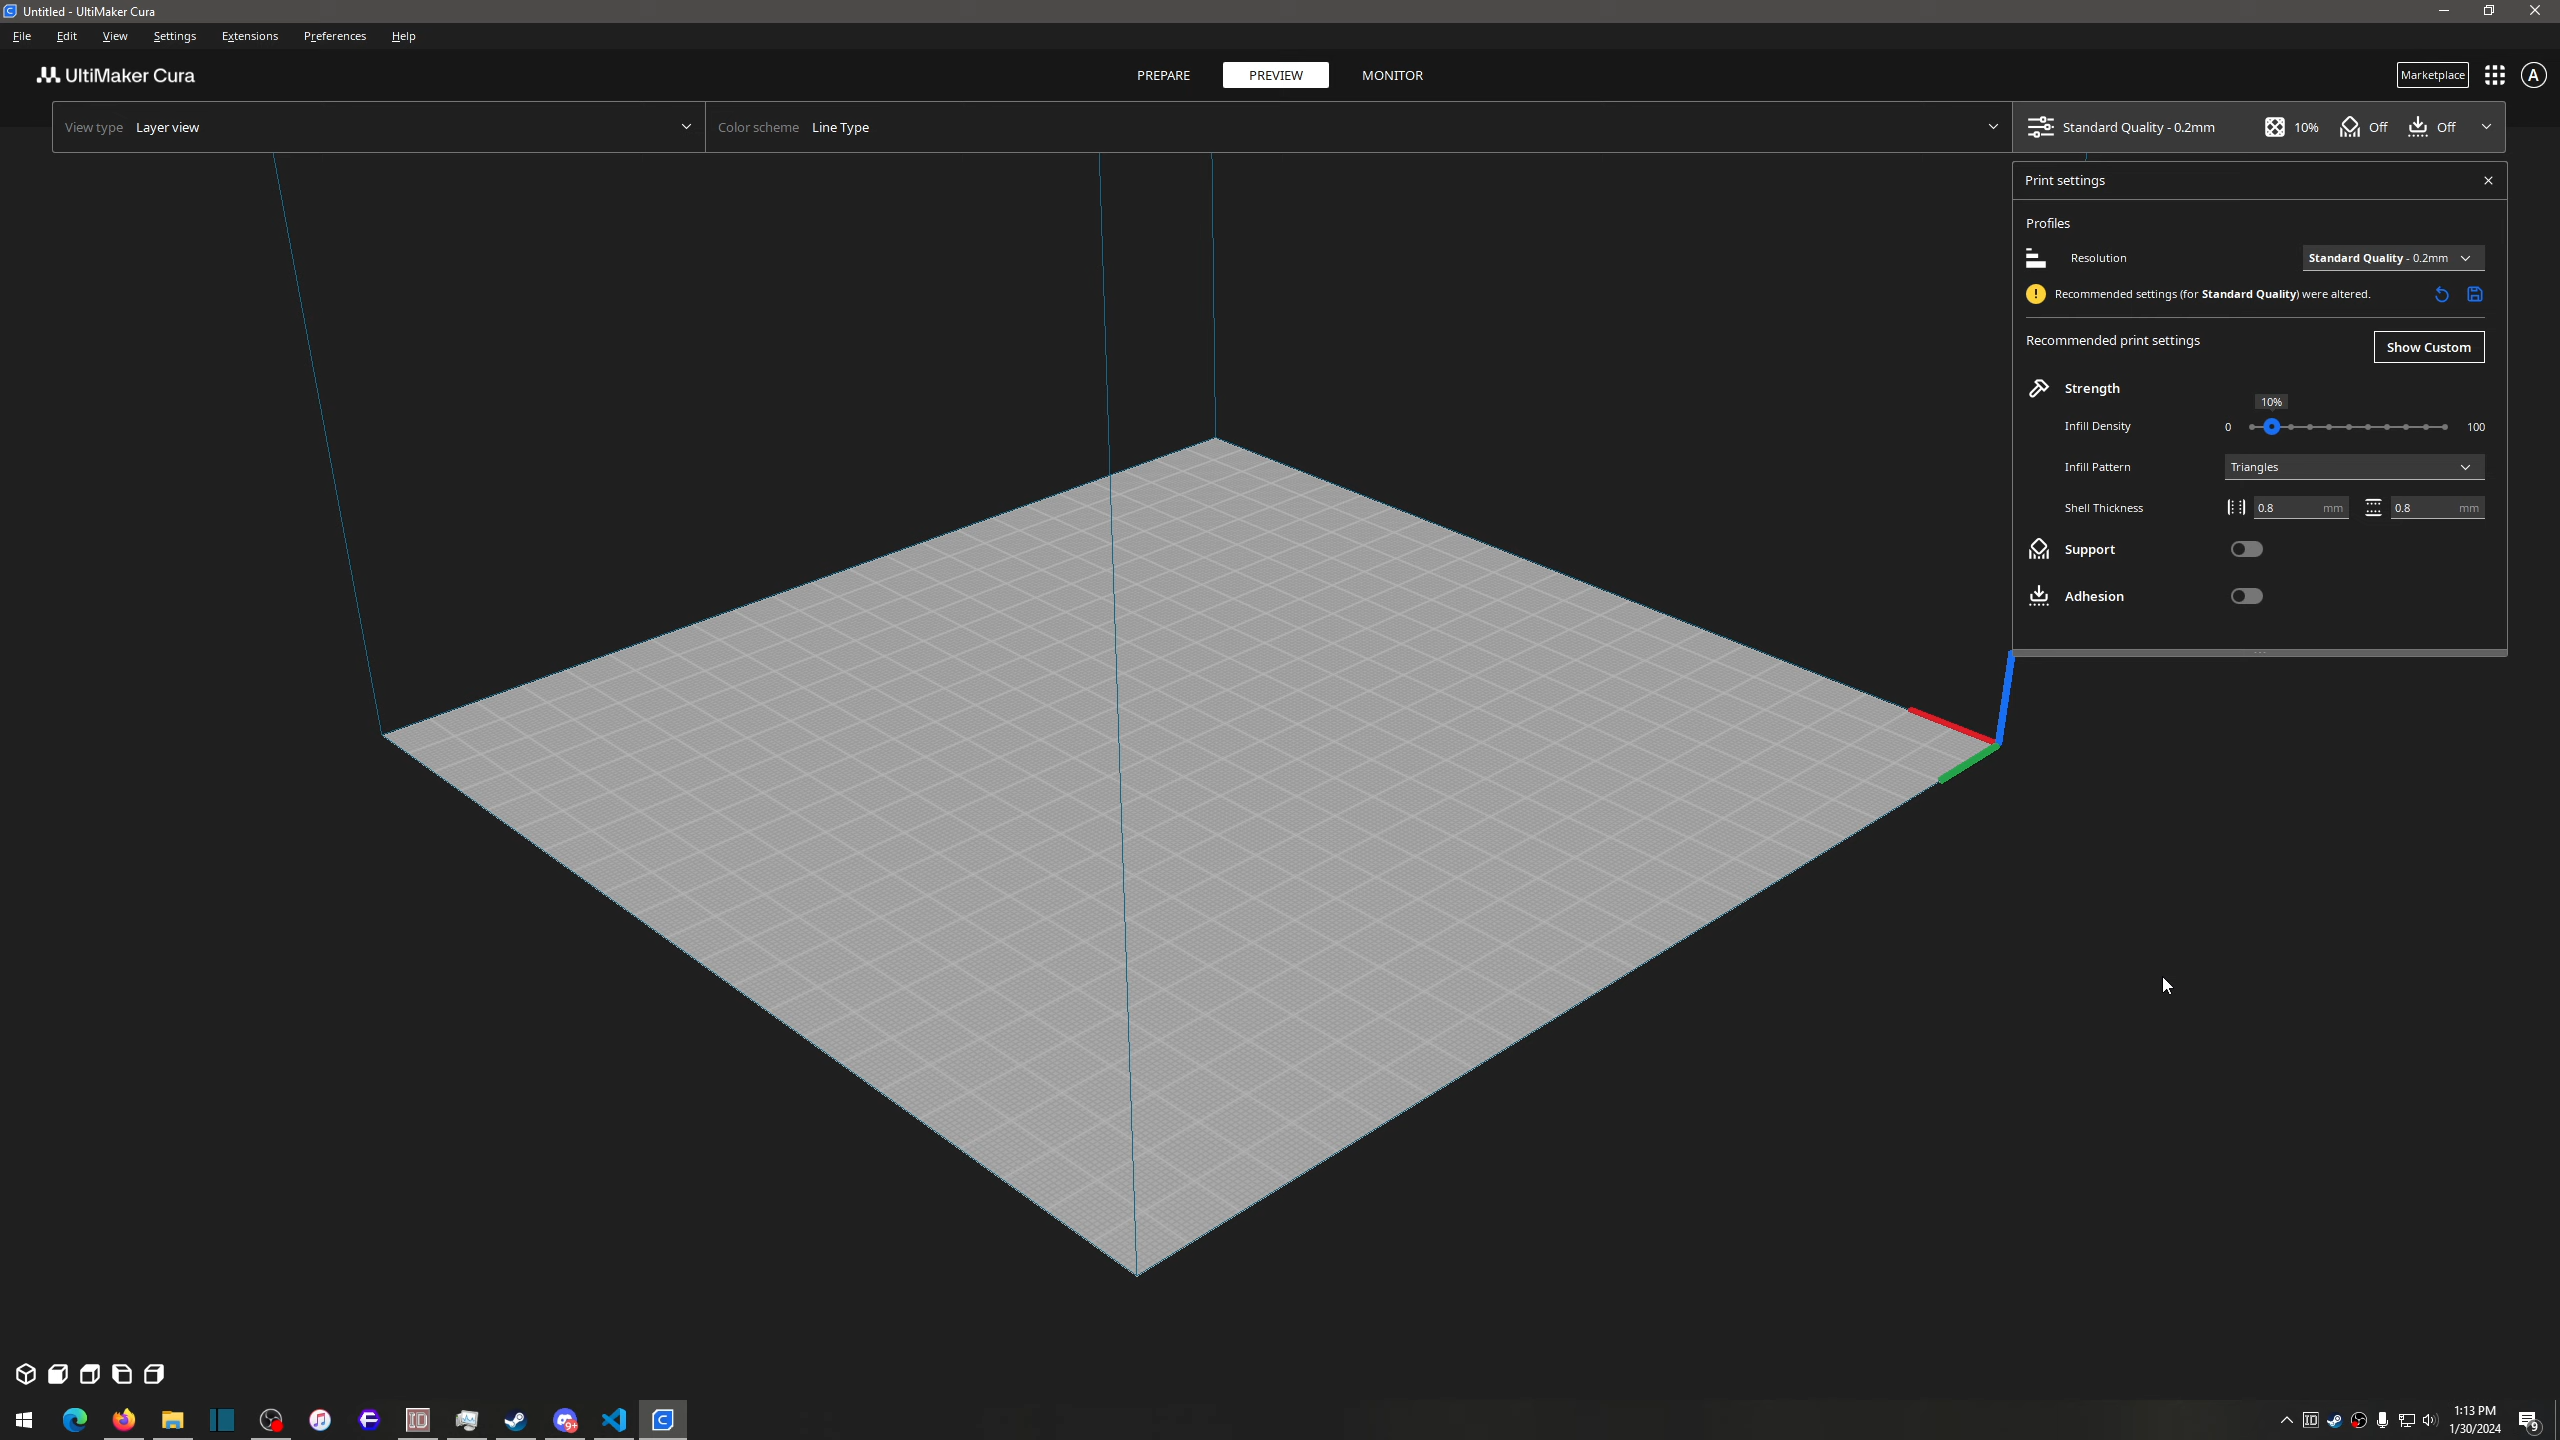 Untitled - UltiMaker Cura
File Edit View Settings Extensions Preferences Help
UltiMaker Cura PREPARE PREVIEW MONITOR Marketplace A
View type Layer view Color scheme Line Type Standard Quality - 0.2mm 10% Off Off
Print settings
Profiles
Resolution Standard Quality - 0.2mm
Recommended settings (for Standard Quality) were altered.
Recommended print settings Show Custom
Strength
10%
Infill Density 0 100
Infill Pattern Triangles
Shell Thickness 0.8 mm 0.8 mm
Support
Adhesion
1:13 PM
1/30/2024
9+
9